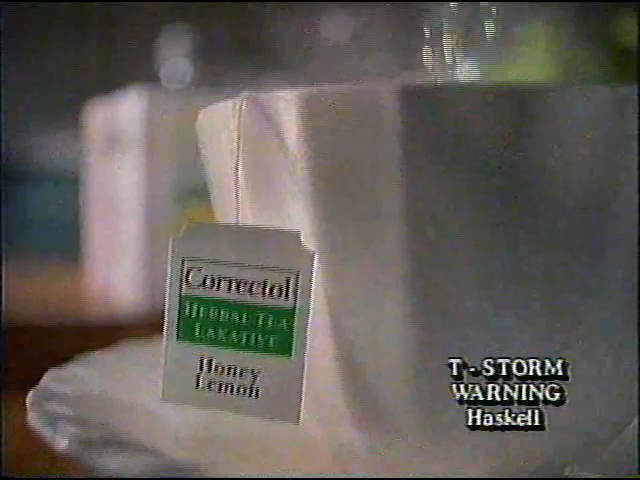 Correctol
HERBAL TEA
LAXATIVE
Honey
Lemon
T-STORM
WARNING
Haskell